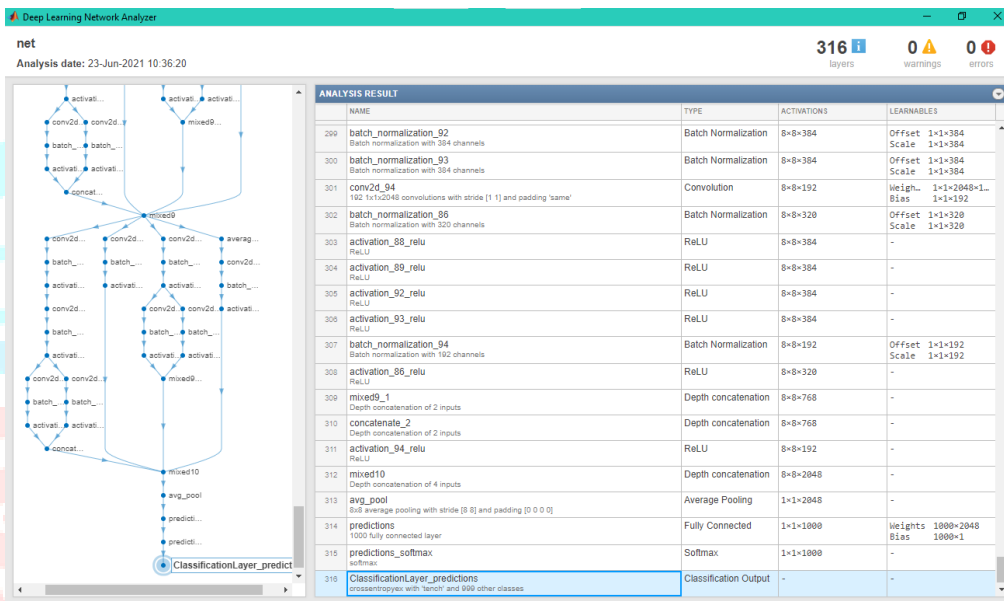 Deep Learning Network Analyzer
net
Analysis date: 23-Jun-2021 10:36:20
316 i
layers
0
warnings
0
errors
activati...
activati... activati...
conv2d... conv2d...
mixed9...
batch_... batch_...
activati... activati...
concat...
mixed9
conv2d... conv2d... conv2d... averag...
batch_... batch_... batch_... conv2d...
activati... activati... activati... batch_...
conv2d... conv2d... conv2d... activati...
batch_... batch_... batch_...
activati... activati... activati...
conv2d... conv2d... mixed9...
batch_... batch_...
activati... activati...
concat...
mixed10
avg_pool
predicti...
predicti...
ClassificationLayer_predict
ANALYSIS RESULT
NAME TYPE ACTIVATIONS LEARNABLES
299 batch_normalization_92 Batch Normalization 8×8×384 Offset 1×1×384
Batch normalization with 384 channels Scale 1×1×384
300 batch_normalization_93 Batch Normalization 8×8×384 Offset 1×1×384
Batch normalization with 384 channels Scale 1×1×384
301 conv2d_94 Convolution 8×8×192 Weigh... 1×1×2048×1...
192 1x1x2048 convolutions with stride [1 1] and padding 'same' Bias 1×1×192
302 batch_normalization_86 Batch Normalization 8×8×320 Offset 1×1×320
Batch normalization with 320 channels Scale 1×1×320
303 activation_88_relu ReLU 8×8×384 -
ReLU
304 activation_89_relu ReLU 8×8×384 -
ReLU
305 activation_92_relu ReLU 8×8×384 -
ReLU
306 activation_93_relu ReLU 8×8×384 -
ReLU
307 batch_normalization_94 Batch Normalization 8×8×192 Offset 1×1×192
Batch normalization with 192 channels Scale 1×1×192
308 activation_86_relu ReLU 8×8×320 -
ReLU
309 mixed9_1 Depth concatenation 8×8×768 -
Depth concatenation of 2 inputs
310 concatenate_2 Depth concatenation 8×8×768 -
Depth concatenation of 2 inputs
311 activation_94_relu ReLU 8×8×192 -
ReLU
312 mixed10 Depth concatenation 8×8×2048 -
Depth concatenation of 4 inputs
313 avg_pool Average Pooling 1×1×2048 -
8x8 average pooling with stride [8 8] and padding [0 0 0 0]
314 predictions Fully Connected 1×1×1000 Weights 1000×2048
1000 fully connected layer Bias 1000×1
315 predictions_softmax Softmax 1×1×1000 -
softmax
316 ClassificationLayer_predictions Classification Output - -
crossentropyex with 'tench' and 999 other classes